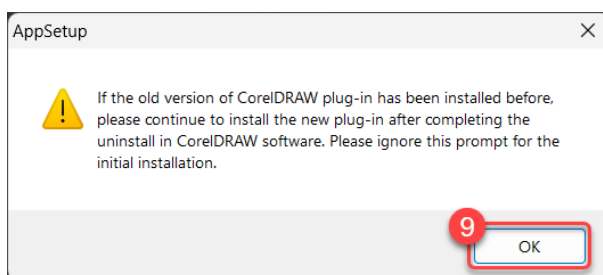 AppSetup
If the old version of CorelDRAW plug-in has been installed before,
please continue to install the new plug-in after completing the
uninstall in CorelDRAW software. Please ignore this prompt for the
initial installation.
9
OK